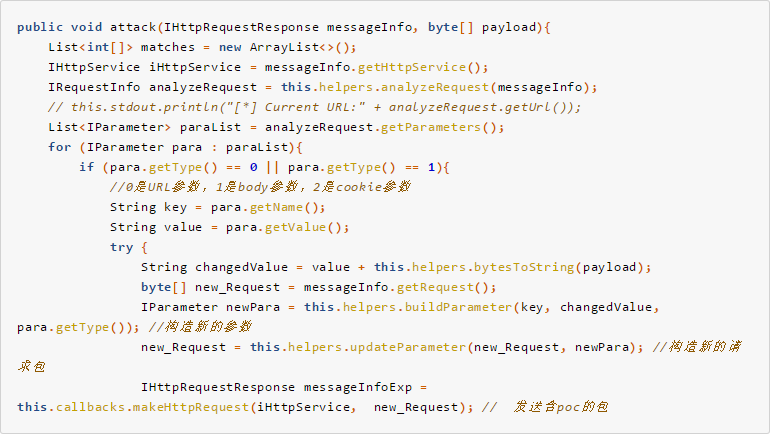 public void attack(IHttpRequestResponse messageInfo, byte[] payload){
    List<int[]> matches = new ArrayList<>();
    IHttpService iHttpService = messageInfo.getHttpService();
    IRequestInfo analyzeRequest = this.helpers.analyzeRequest(messageInfo);
    // this.stdout.println("[*] Current URL:" + analyzeRequest.getUrl());
    List<IParameter> paraList = analyzeRequest.getParameters();
    for (IParameter para : paraList){
        if (para.getType() == 0 || para.getType() == 1){
            //0是URL参数，1是body参数，2是cookie参数
            String key = para.getName();
            String value = para.getValue();
            try {
                String changedValue = value + this.helpers.bytesToString(payload);
                byte[] new_Request = messageInfo.getRequest();
                IParameter newPara = this.helpers.buildParameter(key, changedValue,
para.getType()); //构造新的参数
                new_Request = this.helpers.updateParameter(new_Request, newPara); //构造新的请
求包
                IHttpRequestResponse messageInfoExp =
this.callbacks.makeHttpRequest(iHttpService,  new_Request); //  发送含poc的包